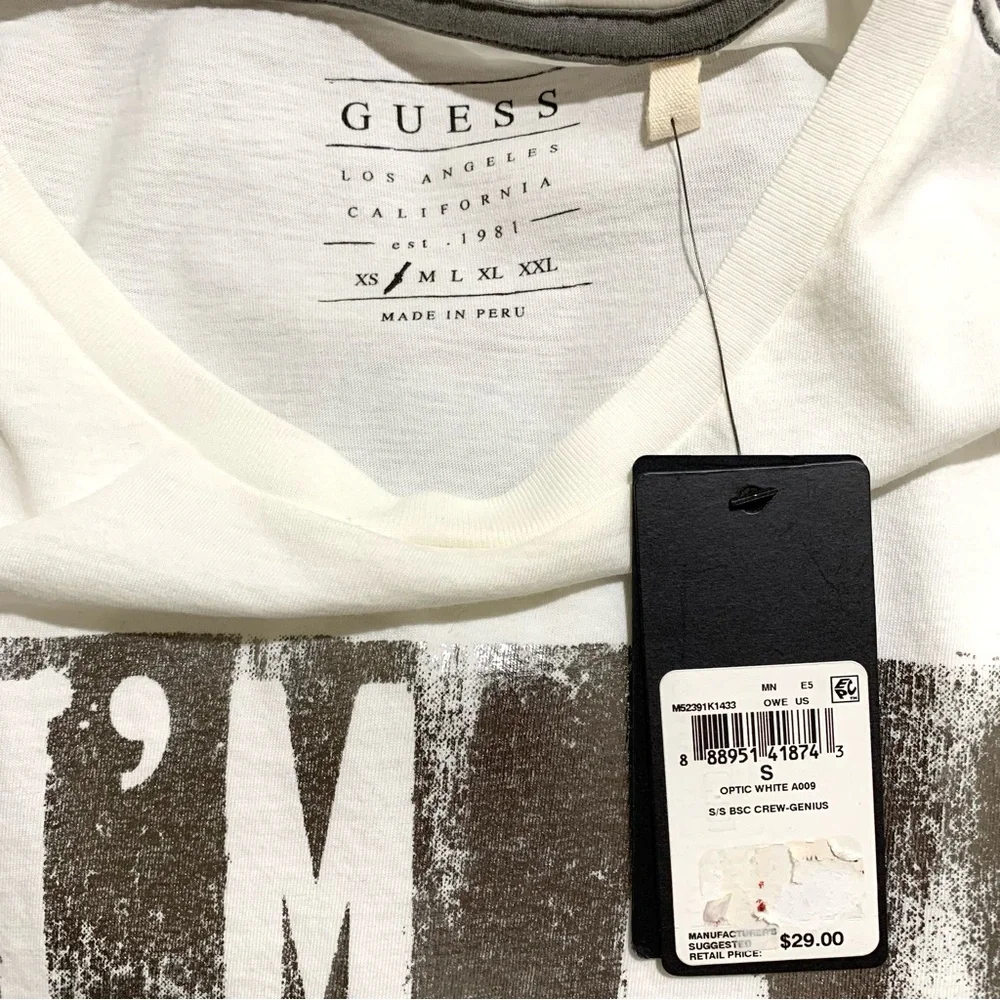 GUESS
LOS ANGELES
CALIFORNIA
est. 1981
XS M L XL XXL
MADE IN PERU
I'M
MN E5
M52391K1433 OWE US
8 88951 41874 3
S
OPTIC WHITE A009
S/S BSC CREW-GENIUS
MANUFACTURER'S
SUGGESTED
RETAIL PRICE: $29.00